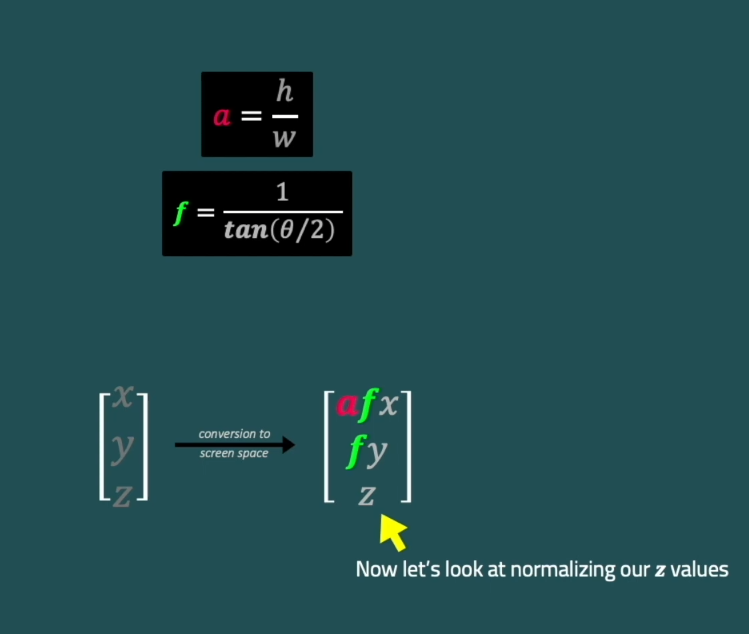 a = h/w
f = 1/tan(θ/2)
[x y z]
conversion to
screen space
[afx fy z]
Now let's look at normalizing our z values